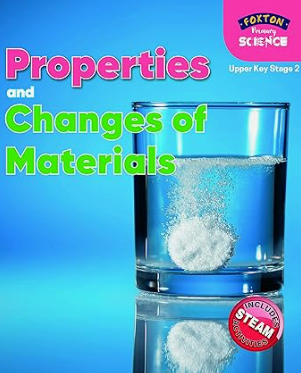 FOXTON
Primary
SCIENCE
Upper Key Stage 2
Properties
and
Changes of
Materials
INCLUDES
STEAM
ACTIVITIES